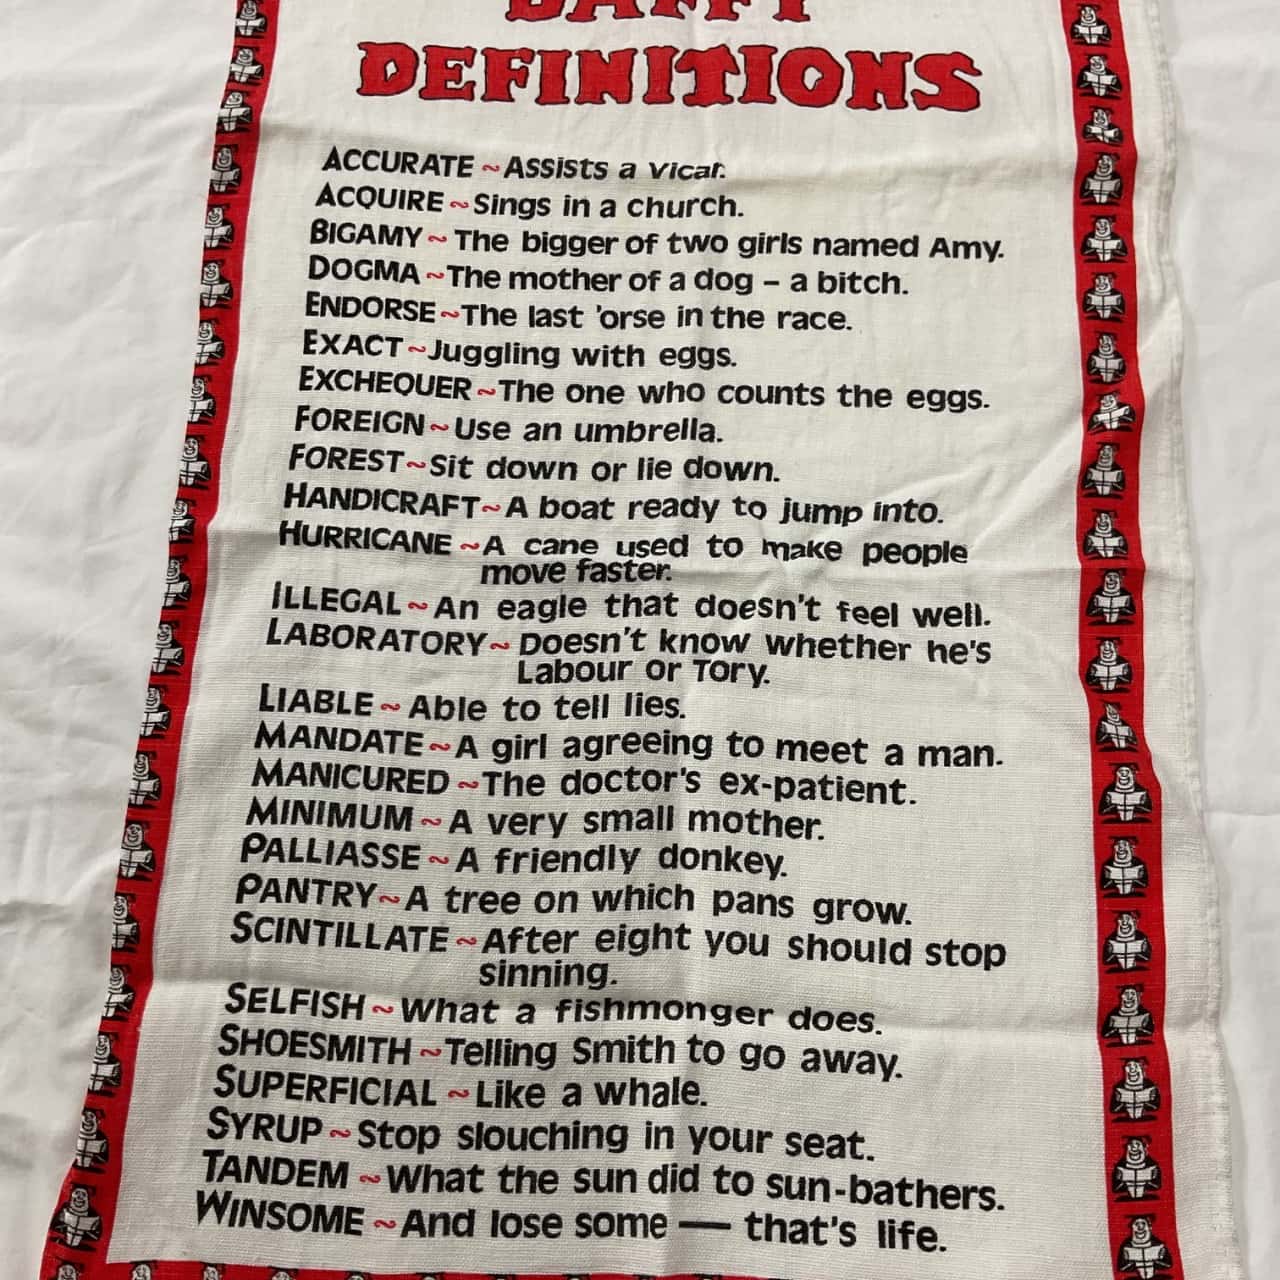 DAFFY
DEFINITIONS
ACCURATE ~ Assists a vicar.
ACQUIRE ~ Sings in a church.
BIGAMY ~ The bigger of two girls named Amy.
DOGMA ~ The mother of a dog – a bitch.
ENDORSE ~ The last 'orse in the race.
EXACT ~ Juggling with eggs.
EXCHEQUER ~ The one who counts the eggs.
FOREIGN ~ Use an umbrella.
FOREST ~ Sit down or lie down.
HANDICRAFT ~ A boat ready to jump into.
HURRICANE ~ A cane used to make people
move faster.
ILLEGAL ~ An eagle that doesn't feel well.
LABORATORY ~ Doesn't know whether he's
Labour or Tory.
LIABLE ~ Able to tell lies.
MANDATE ~ A girl agreeing to meet a man.
MANICURED ~ The doctor's ex-patient.
MINIMUM ~ A very small mother.
PALLIASSE ~ A friendly donkey.
PANTRY ~ A tree on which pans grow.
SCINTILLATE ~ After eight you should stop
sinning.
SELFISH ~ What a fishmonger does.
SHOESMITH ~ Telling Smith to go away.
SUPERFICIAL ~ Like a whale.
SYRUP ~ Stop slouching in your seat.
TANDEM ~ What the sun did to sun-bathers.
WINSOME ~ And lose some — that's life.